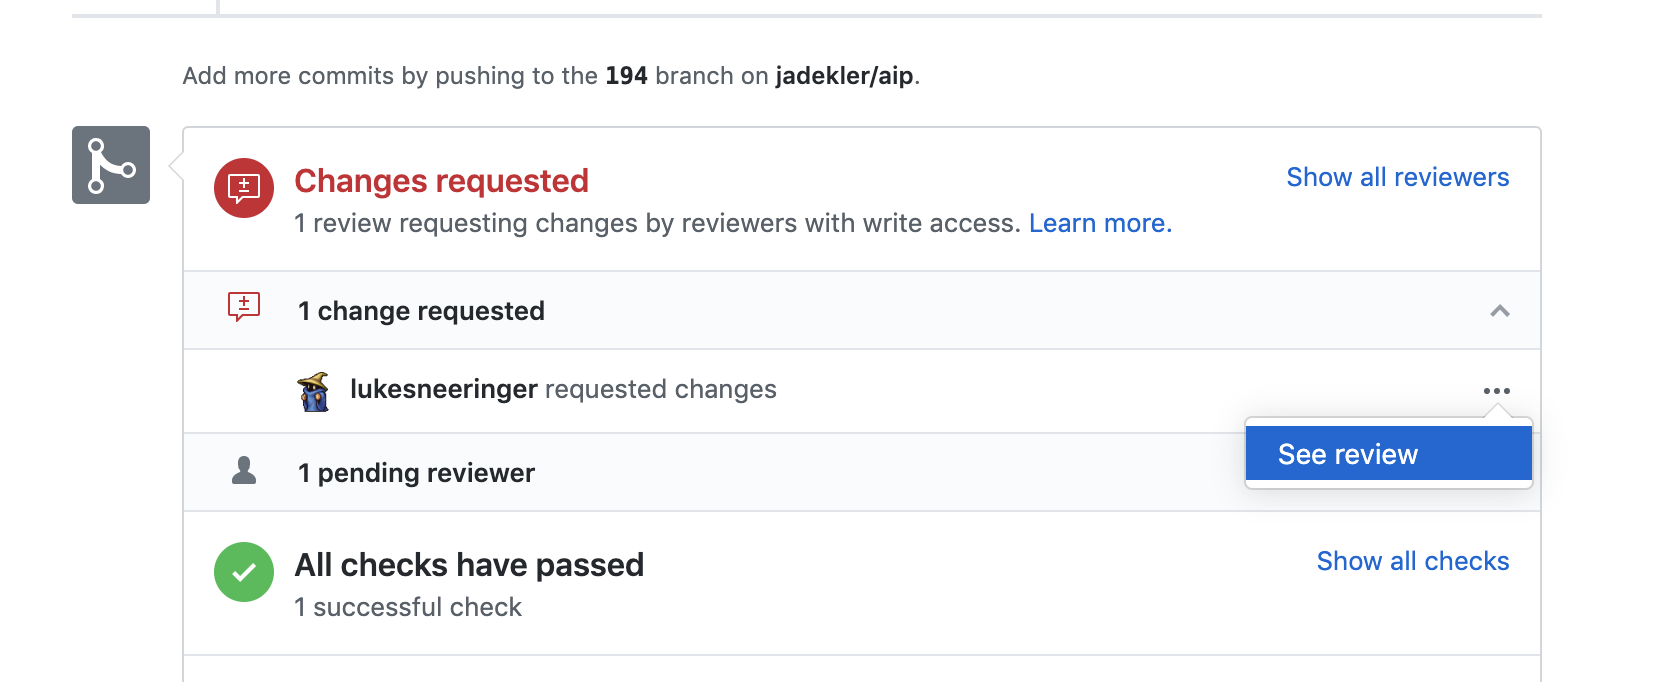 Add more commits by pushing to the 194 branch on jadekler/aip.
Changes requested
Show all reviewers
1 review requesting changes by reviewers with write access. Learn more.
1 change requested
lukesneeringer requested changes
See review
1 pending reviewer
All checks have passed
Show all checks
1 successful check